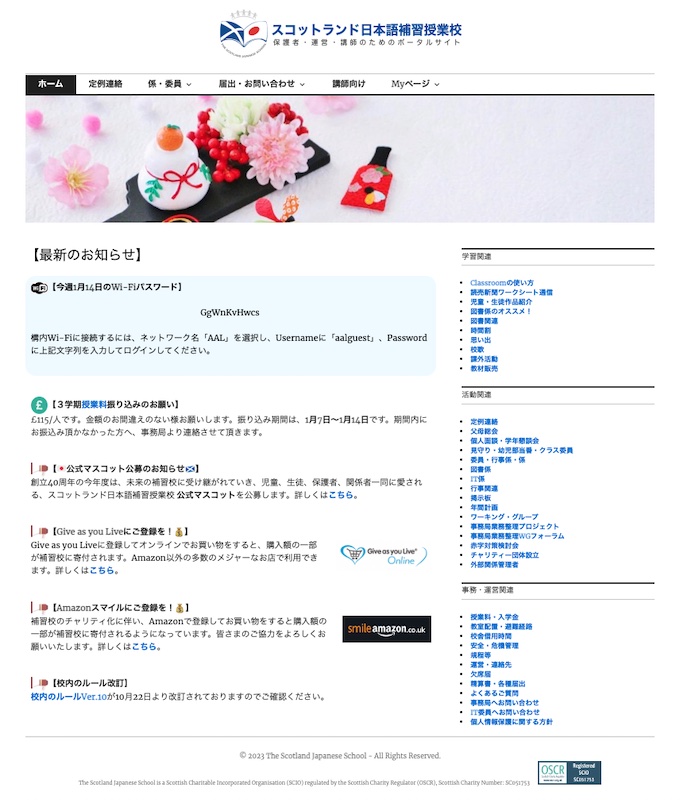 スコットランド日本語補習授業校
保護者・運営・講師のためのポータルサイト
ホーム
定例連絡
係・委員
届出・お問い合わせ
講師向け
Myページ
【最新のお知らせ】
【今週1月14日のWi-Fiパスワード】
GgWnKvHwcs
構内Wi-Fiに接続するには、ネットワーク名「AAL」を選択し、Usernameに「aalguest」、Password
に上記文字列を入力してログインしてください。
【３学期授業料振り込みのお願い】
£115/人です。金額のお間違えのない様お願いします。振り込み期間は、1月7日〜1月14日です。期間内に
お振込み頂かなかった方へ、事務局より連絡させて頂きます。
【🔴公式マスコット公募のお知らせ🏴󠁧󠁢󠁳󠁣󠁴󠁿】
創立40周年の今年度は、未来の補習校に受け継がれていき、児童、生徒、保護者、関係者一同に愛され
る、スコットランド日本語補習授業校 公式マスコットを公募します。詳しくはこちら。
【Give as you Liveにご登録を！💰】
Give as you Liveに登録してオンラインでお買い物をすると、購入額の一部
が補習校に寄付されます。Amazon以外の多数のメジャーなお店で利用でき
ます。詳しくはこちら。
Give as you Live
Online
【Amazonスマイルにご登録を！💰】
補習校のチャリティ化に伴い、Amazonで登録してお買い物をすると購入額の
一部が補習校に寄付されるようになっています。皆さまのご協力をよろしくお
願いいたします。詳しくはこちら。
smile.amazon.co.uk
【校内のルール改訂】
校内のルールVer.10が10月22日より改訂されておりますのでご確認ください。
学習関連
Classroomの使い方
読売新聞ワークシート通信
児童・生徒作品紹介
図書係のオススメ！
図書関連
時間割
思い出
校歌
課外活動
教材販売
活動関連
定例連絡
父母総会
個人面談・学年懇談会
見守り・幼児部当番・クラス委員
委員・行事係・係
図書係
IT係
行事関連
掲示板
年間計画
ワーキング・グループ
事務局業務整理プロジェクト
事務局業務整理WGフォーラム
赤字対策検討会
チャリティー団体設立
外部関係管理者
事務・運営関連
授業料・入学金
教室配置・避難経路
校舎借用時間
安全・危機管理
規程等
運営・連絡先
欠席届
精算書・各種届出
よくあるご質問
事務局へお問い合わせ
IT委員へお問い合わせ
個人情報保護に関する方針
© 2023 The Scotland Japanese School - All Rights Reserved.
The Scotland Japanese School is a Scottish Charitable Incorporated Organisation (SCIO) regulated by the Scottish Charity Regulator (OSCR), Scottish Charity Number: SC051753
OSCR
Registered
SCIO
SC051753